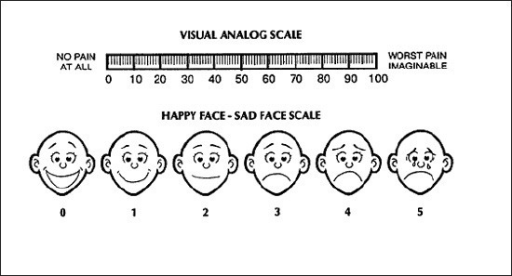 VISUAL ANALOG SCALE
NO PAIN
AT ALL
WORST PAIN
IMAGINABLE
0 10 20 30 40 50 60 70 80 90 100
HAPPY FACE - SAD FACE SCALE
0 1 2 3 4 5